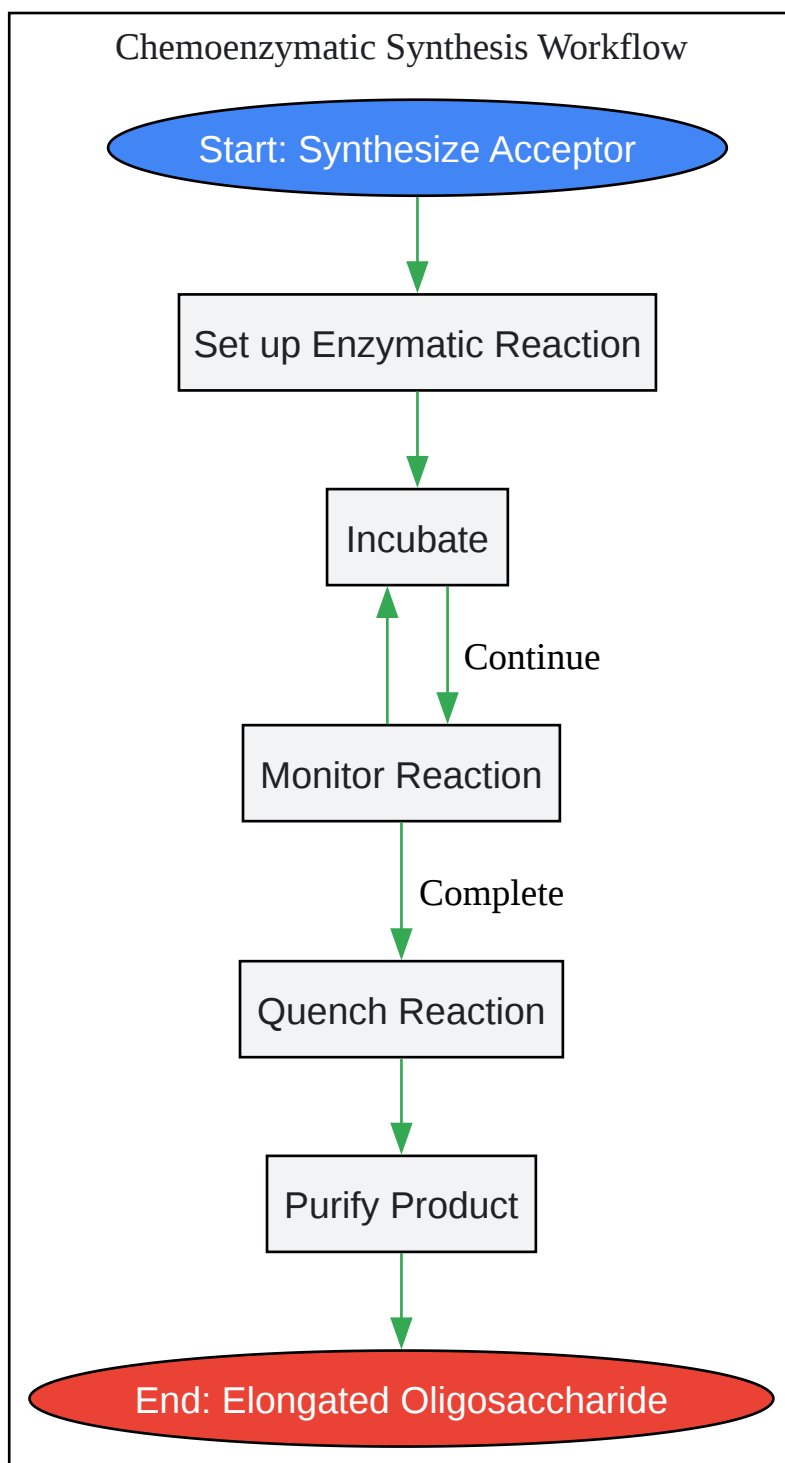 Chemoenzymatic Synthesis Workflow
Start: Synthesize Acceptor
Set up Enzymatic Reaction
Incubate
Continue
Monitor Reaction
Complete
Quench Reaction
Purify Product
End: Elongated Oligosaccharide